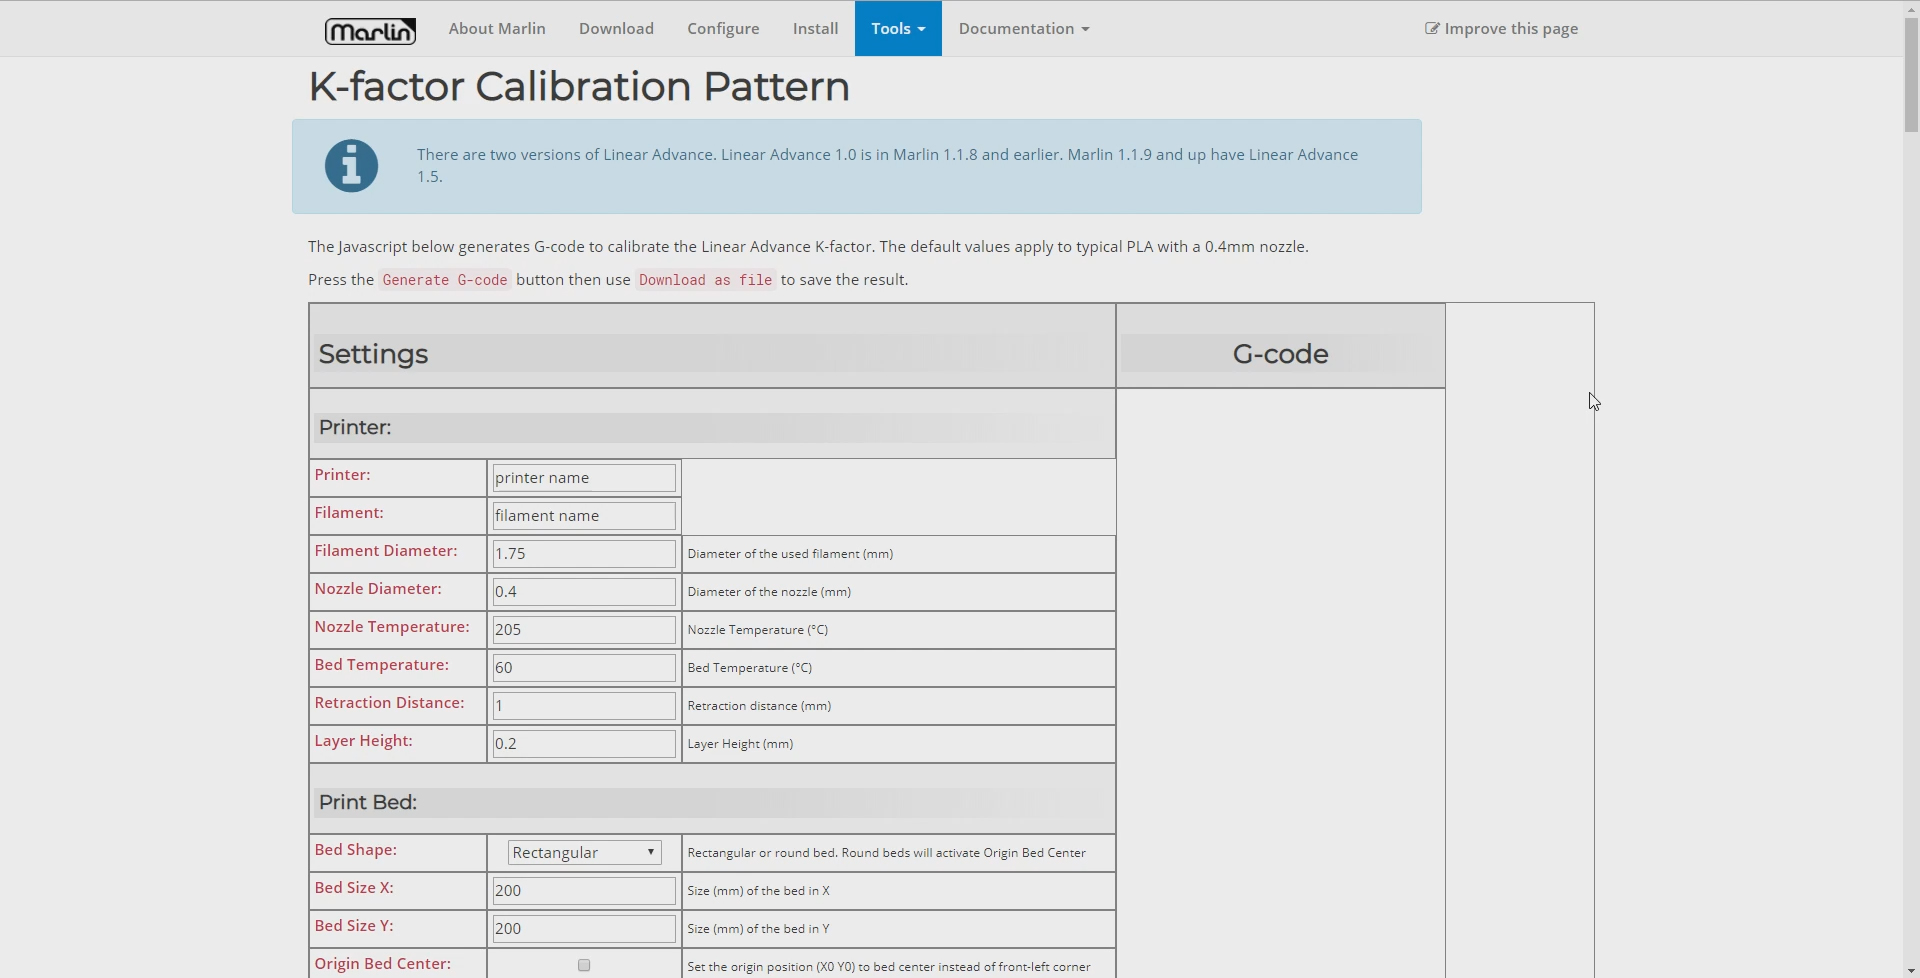 Marlin About Marlin Download Configure Install Tools Documentation Improve this page
K-factor Calibration Pattern
There are two versions of Linear Advance. Linear Advance 1.0 is in Marlin 1.1.8 and earlier. Marlin 1.1.9 and up have Linear Advance
1.5.
The Javascript below generates G-code to calibrate the Linear Advance K-factor. The default values apply to typical PLA with a 0.4mm nozzle.
Press the Generate G-code button then use Download as file to save the result.
Settings G-code
Printer:
Printer: printer name
Filament: filament name
Filament Diameter: 1.75 Diameter of the used filament (mm)
Nozzle Diameter: 0.4 Diameter of the nozzle (mm)
Nozzle Temperature: 205 Nozzle Temperature (°C)
Bed Temperature: 60 Bed Temperature (°C)
Retraction Distance: 1 Retraction distance (mm)
Layer Height: 0.2 Layer Height (mm)
Print Bed:
Bed Shape: Rectangular Rectangular or round bed. Round beds will activate Origin Bed Center
Bed Size X: 200 Size (mm) of the bed in X
Bed Size Y: 200 Size (mm) of the bed in Y
Origin Bed Center: Set the origin position (X0 Y0) to bed center instead of front-left corner